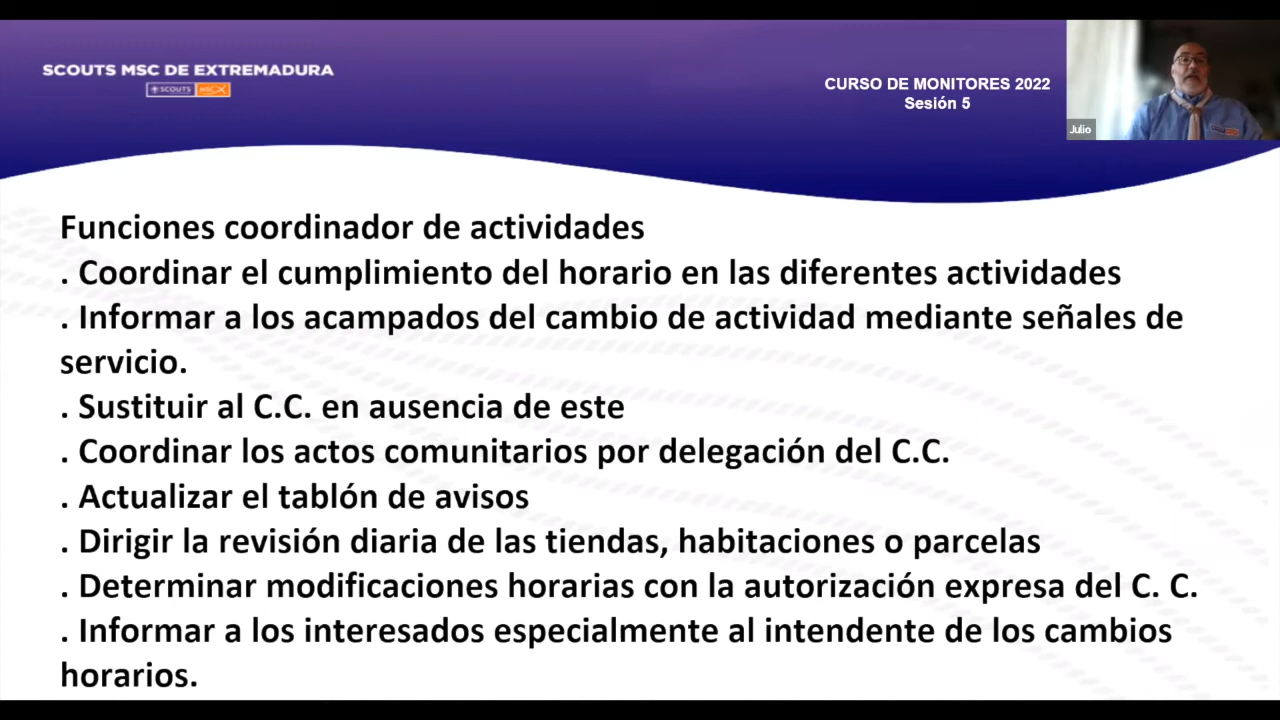 SCOUTS MSC DE EXTREMADURA
SCOUTS MSC
CURSO DE MONITORES 2022
Sesión 5
Julio
Funciones coordinador de actividades
. Coordinar el cumplimiento del horario en las diferentes actividades
. Informar a los acampados del cambio de actividad mediante señales de
servicio.
. Sustituir al C.C. en ausencia de este
. Coordinar los actos comunitarios por delegación del C.C.
. Actualizar el tablón de avisos
. Dirigir la revisión diaria de las tiendas, habitaciones o parcelas
. Determinar modificaciones horarias con la autorización expresa del C. C.
. Informar a los interesados especialmente al intendente de los cambios
horarios.